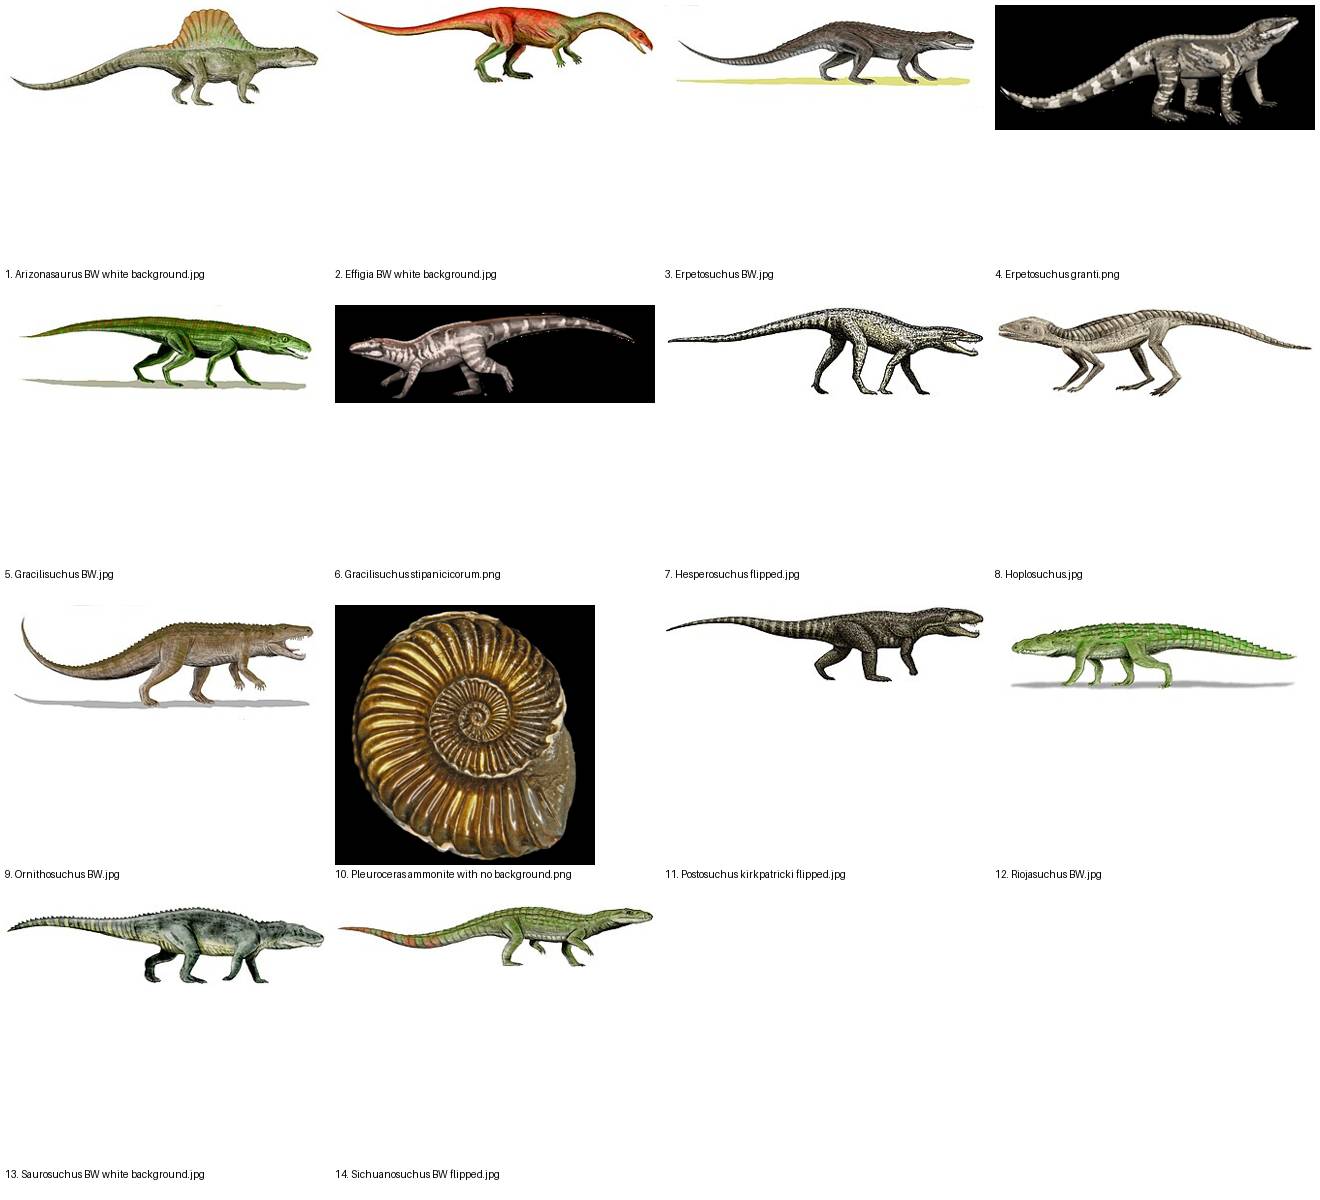 1. Arizonasaurus BW white background.jpg
2. Effigia BW white background.jpg
3. Erpetosuchus BW.jpg
4. Erpetosuchus granti.png
5. Gracilisuchus BW.jpg
6. Gracilisuchus stipanicicorum.png
7. Hesperosuchus flipped.jpg
8. Hoplosuchus.jpg
9. Ornithosuchus BW.jpg
10. Pleuroceras ammonite with no background.png
11. Postosuchus kirkpatricki flipped.jpg
12. Riojasuchus BW.jpg
13. Saurosuchus BW white background.jpg
14. Sichuanosuchus BW flipped.jpg